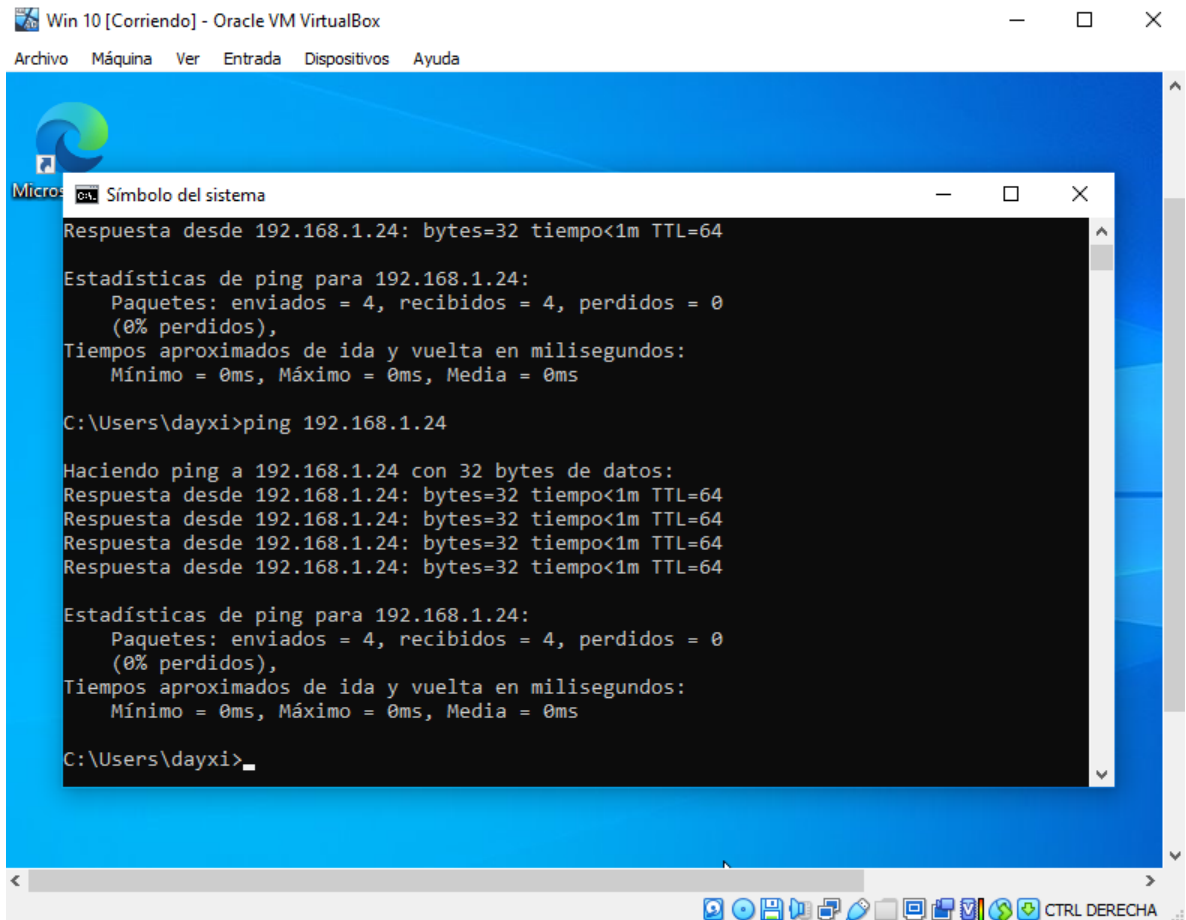 Win 10 [Corriendo] - Oracle VM VirtualBox
Archivo Máquina Ver Entrada Dispositivos Ayuda
Símbolo del sistema
Respuesta desde 192.168.1.24: bytes=32 tiempo<1m TTL=64
Estadísticas de ping para 192.168.1.24:
Paquetes: enviados = 4, recibidos = 4, perdidos = 0
(0% perdidos),
Tiempos aproximados de ida y vuelta en milisegundos:
Mínimo = 0ms, Máximo = 0ms, Media = 0ms
C:\Users\dayxi>ping 192.168.1.24
Haciendo ping a 192.168.1.24 con 32 bytes de datos:
Respuesta desde 192.168.1.24: bytes=32 tiempo<1m TTL=64
Respuesta desde 192.168.1.24: bytes=32 tiempo<1m TTL=64
Respuesta desde 192.168.1.24: bytes=32 tiempo<1m TTL=64
Respuesta desde 192.168.1.24: bytes=32 tiempo<1m TTL=64
Estadísticas de ping para 192.168.1.24:
Paquetes: enviados = 4, recibidos = 4, perdidos = 0
(0% perdidos),
Tiempos aproximados de ida y vuelta en milisegundos:
Mínimo = 0ms, Máximo = 0ms, Media = 0ms
C:\Users\dayxi>
CTRL DERECHA